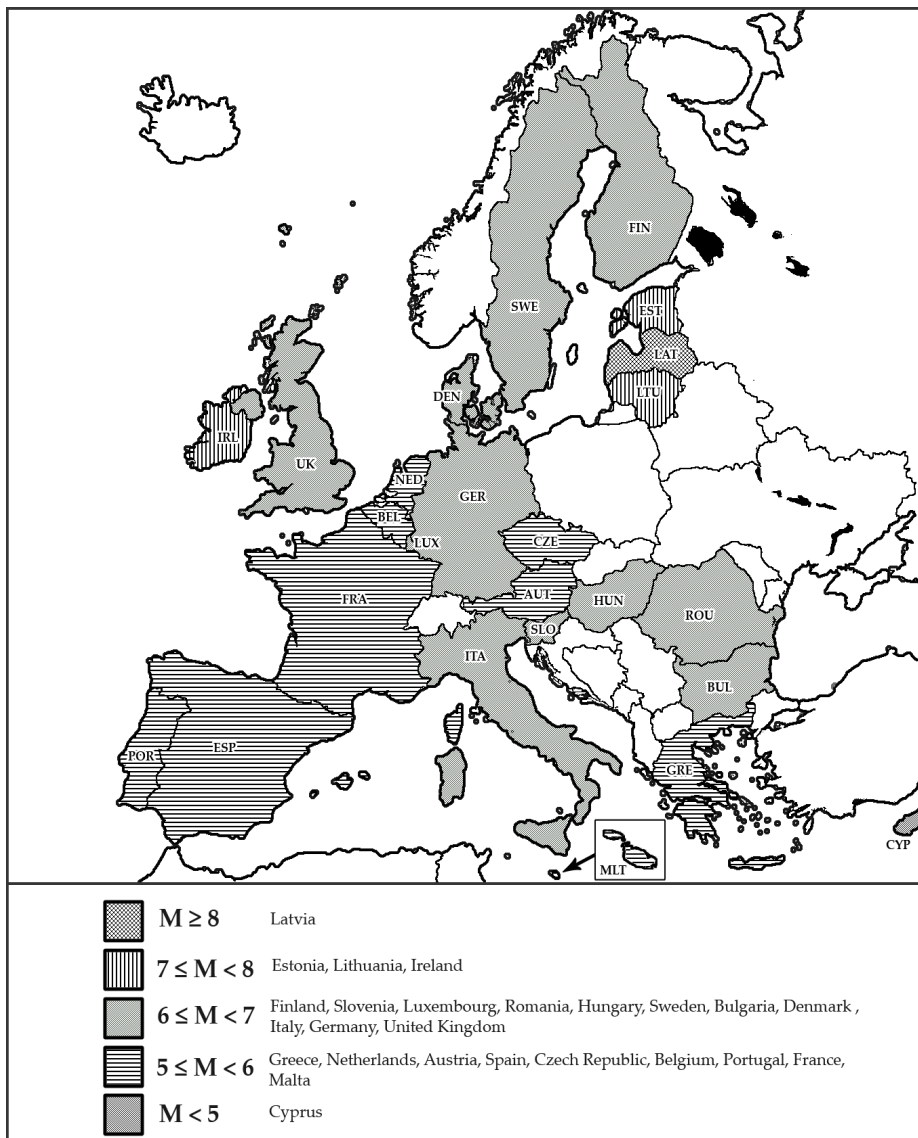 FIN
SWE
EST
LAT
LTU
DEN
IRL
UK
NED
GER
BEL
LUX
CZE
FRA
AUT
HUN
SLO
ROU
ITA
BUL
POR
ESP
GRE
CYP
MLT
M ≥ 8 Latvia
7 ≤ M < 8 Estonia, Lithuania, Ireland
6 ≤ M < 7 Finland, Slovenia, Luxembourg, Romania, Hungary, Sweden, Bulgaria, Denmark ,
Italy, Germany, United Kingdom
5 ≤ M < 6 Greece, Netherlands, Austria, Spain, Czech Republic, Belgium, Portugal, France,
Malta
M < 5 Cyprus